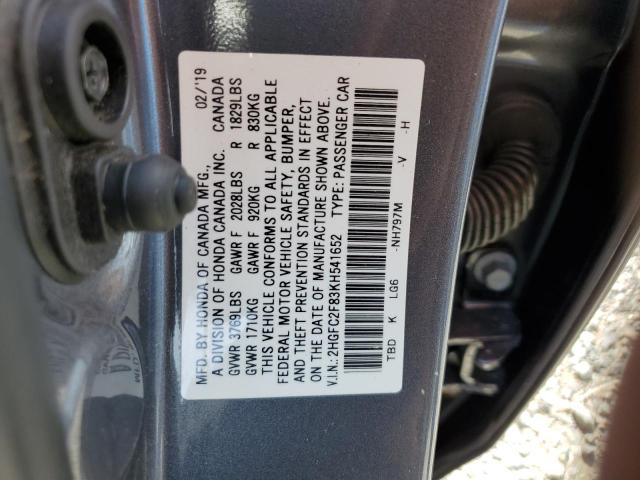 MFD. BY HONDA OF CANADA MFG., 02/'19
A DIVISION OF HONDA CANADA INC. CANADA
GVWR 3769LBS GAWR F 2028LBS R 1829LBS
GVWR 1710KG GAWR F 920KG R 830KG
THIS VEHICLE CONFORMS TO ALL APPLICABLE
FEDERAL MOTOR VEHICLE SAFETY, BUMPER,
AND THEFT PREVENTION STANDARDS IN EFFECT
ON THE DATE OF MANUFACTURE SHOWN ABOVE.
V.I.N.: 2HGFC2F83KH541652 TYPE: PASSENGER CAR
TBD K LG6 -NH797M -V -H